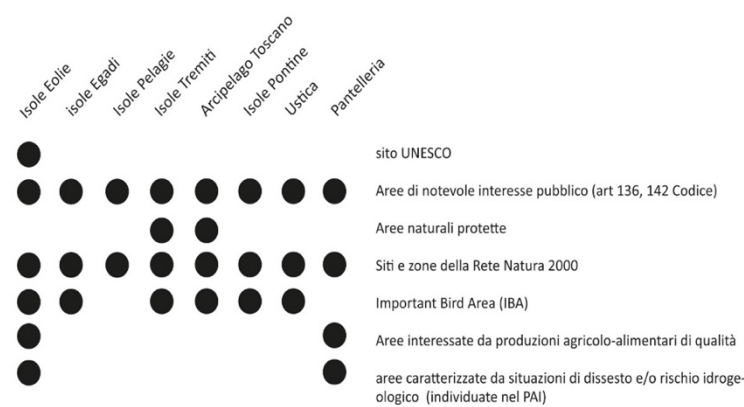 Isole Eolie
isole Egadi
Isole Pelagie
Isole Tremiti
Arcipelago Toscano
Isole Pontine
Ustica
Pantelleria
sito UNESCO
Aree di notevole interesse pubblico (art 136, 142 Codice)
Aree naturali protette
Siti e zone della Rete Natura 2000
Important Bird Area (IBA)
Aree interessate da produzioni agricolo-alimentari di qualità
aree caratterizzate da situazioni di dissesto e/o rischio idroge-
ologico (individuate nel PAI)